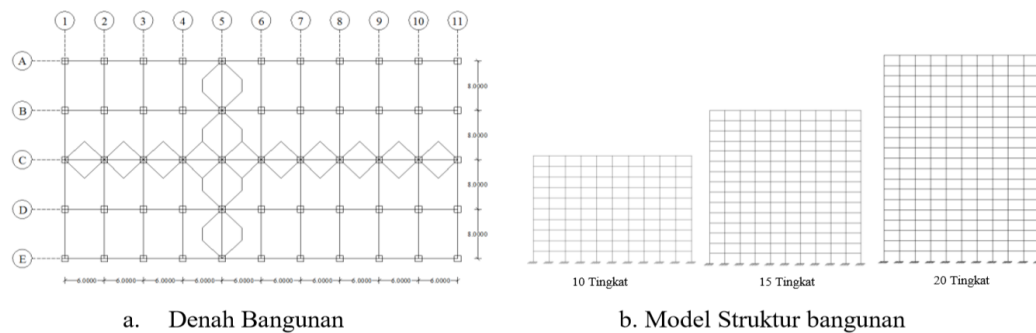 1 2 3 4 5 6 7 8 9 10 11
A
8.0000
B
8.0000
C
8.0000
D
8.0000
E
6.0000 6.0000 6.0000 6.0000 6.0000 6.0000 6.0000 6.0000 6.0000 6.0000
10 Tingkat
15 Tingkat
20 Tingkat
a. Denah Bangunan
b. Model Struktur bangunan